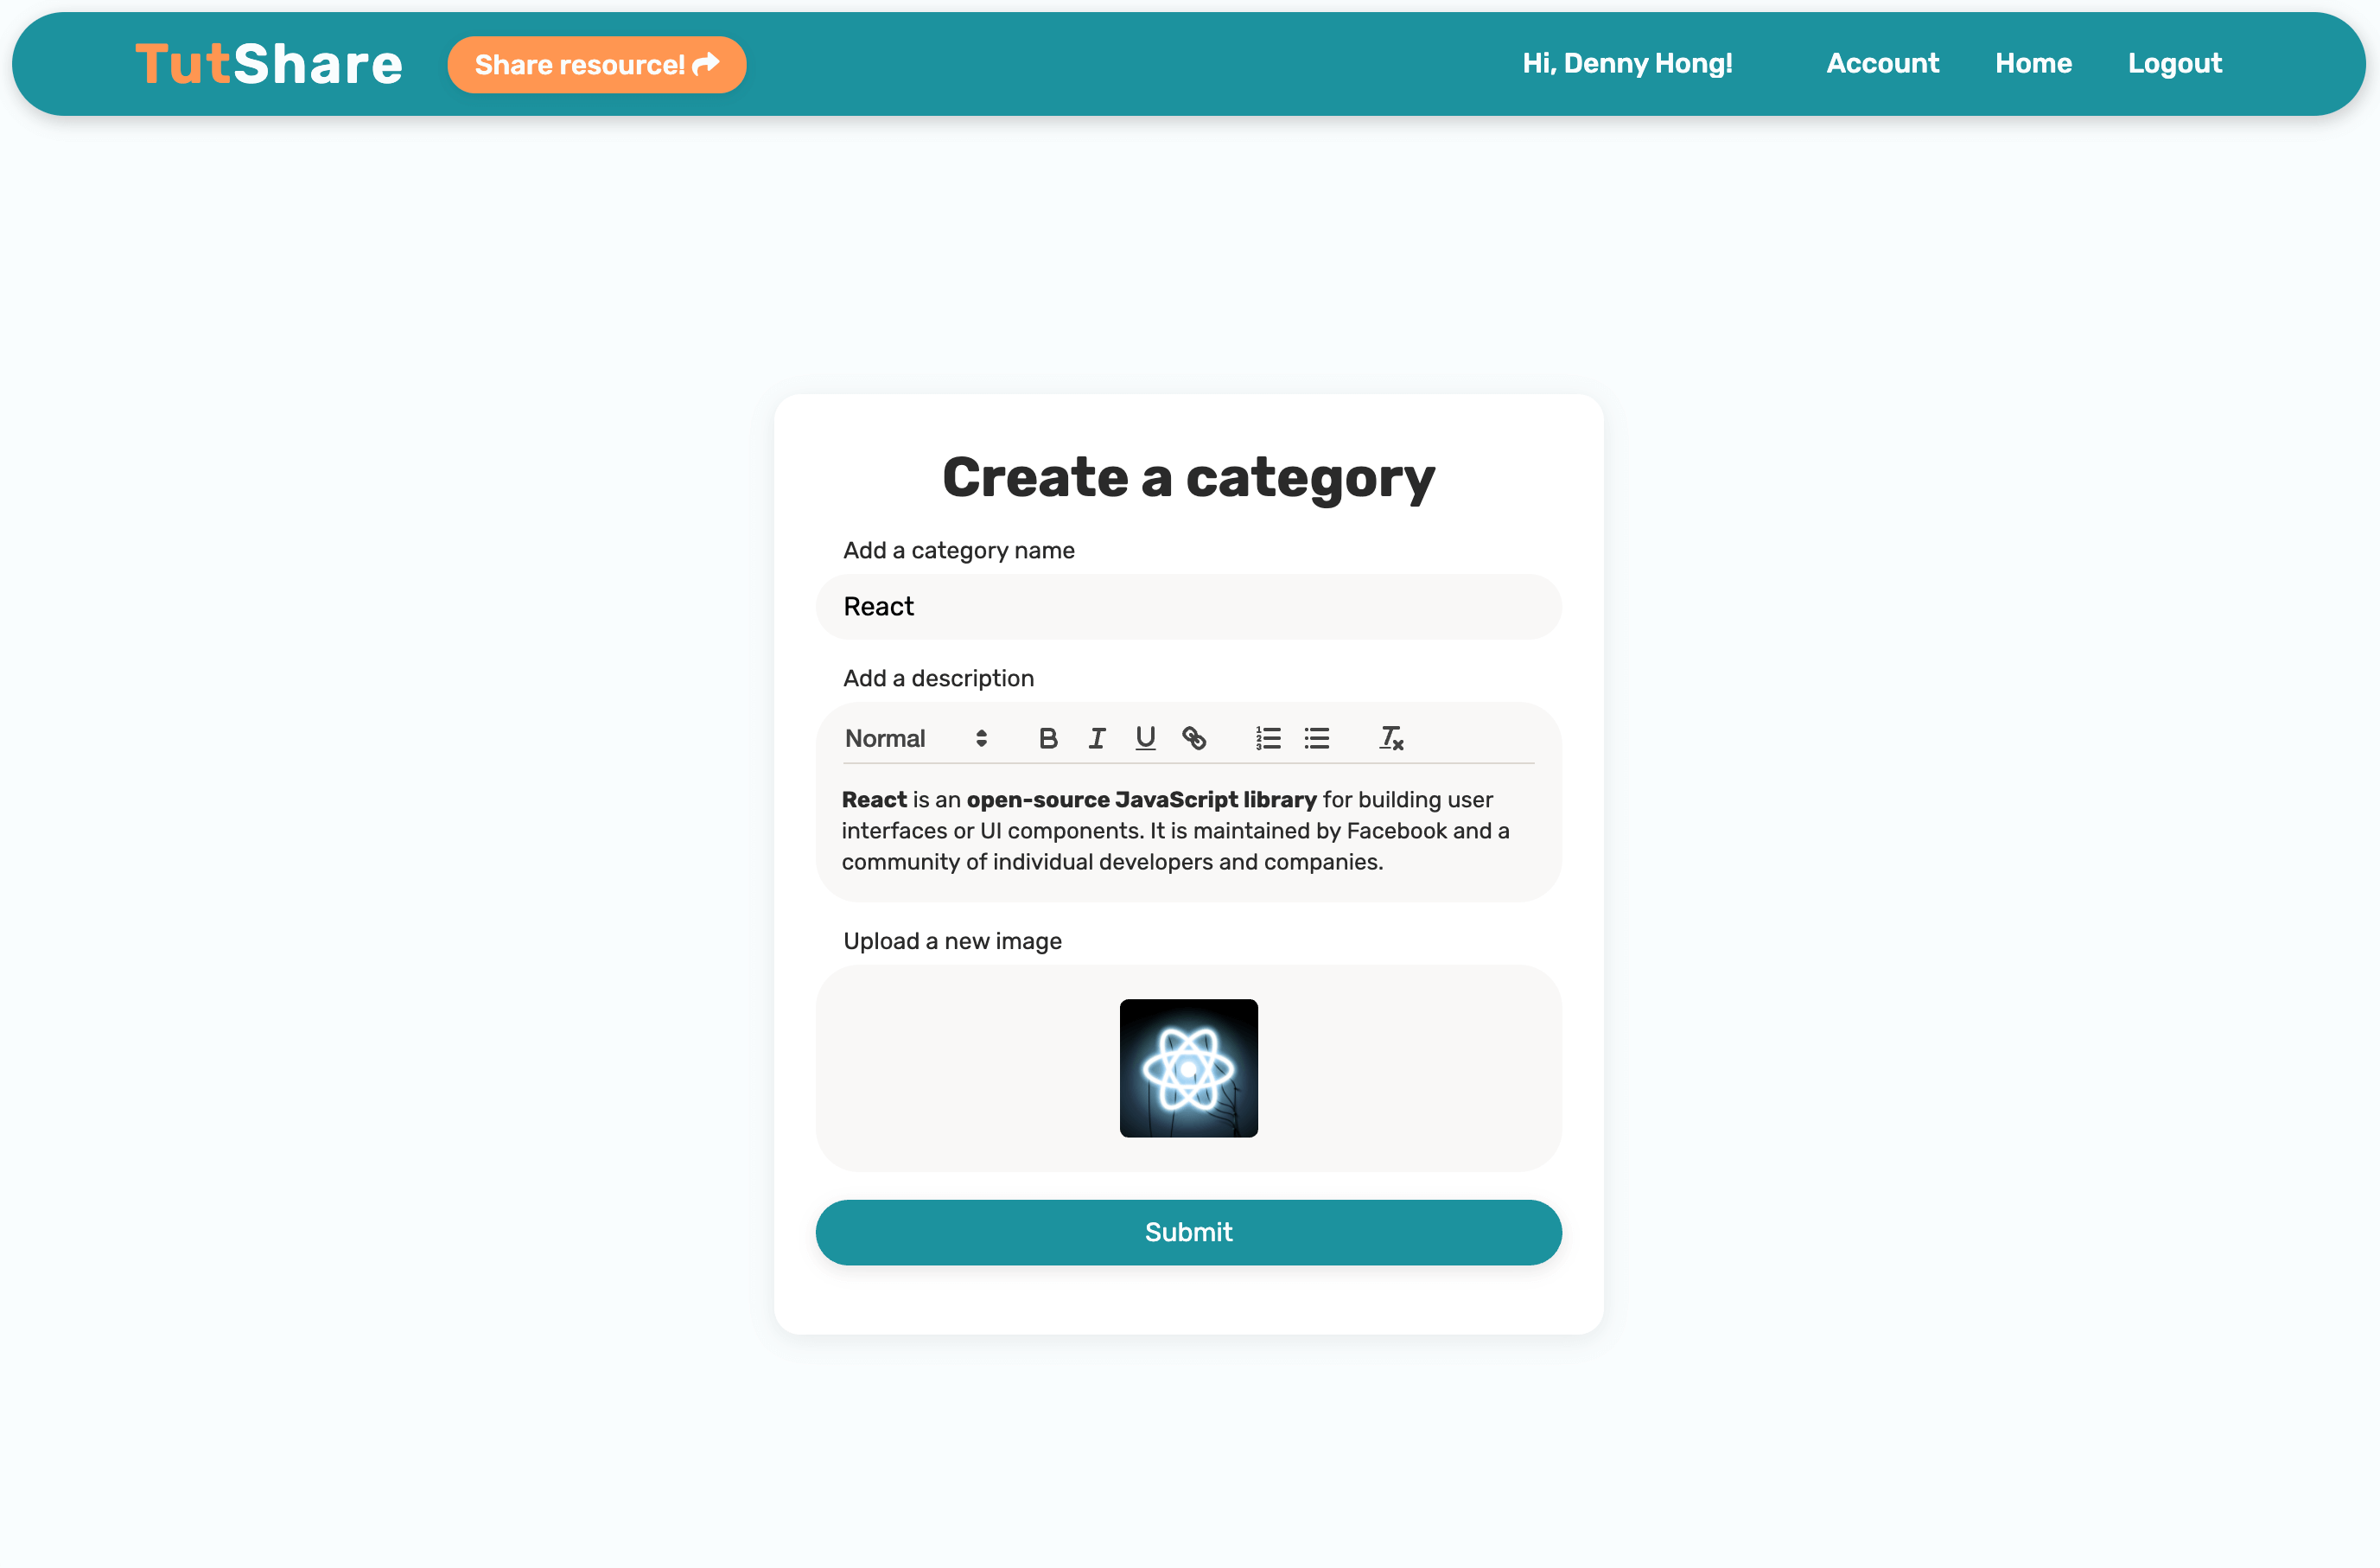 TutShare
Share resource!
Hi, Denny Hong!
Account
Home
Logout
Create a category
Add a category name
React
Add a description
Normal
React is an open-source JavaScript library for building user
interfaces or UI components. It is maintained by Facebook and a
community of individual developers and companies.
Upload a new image
Submit